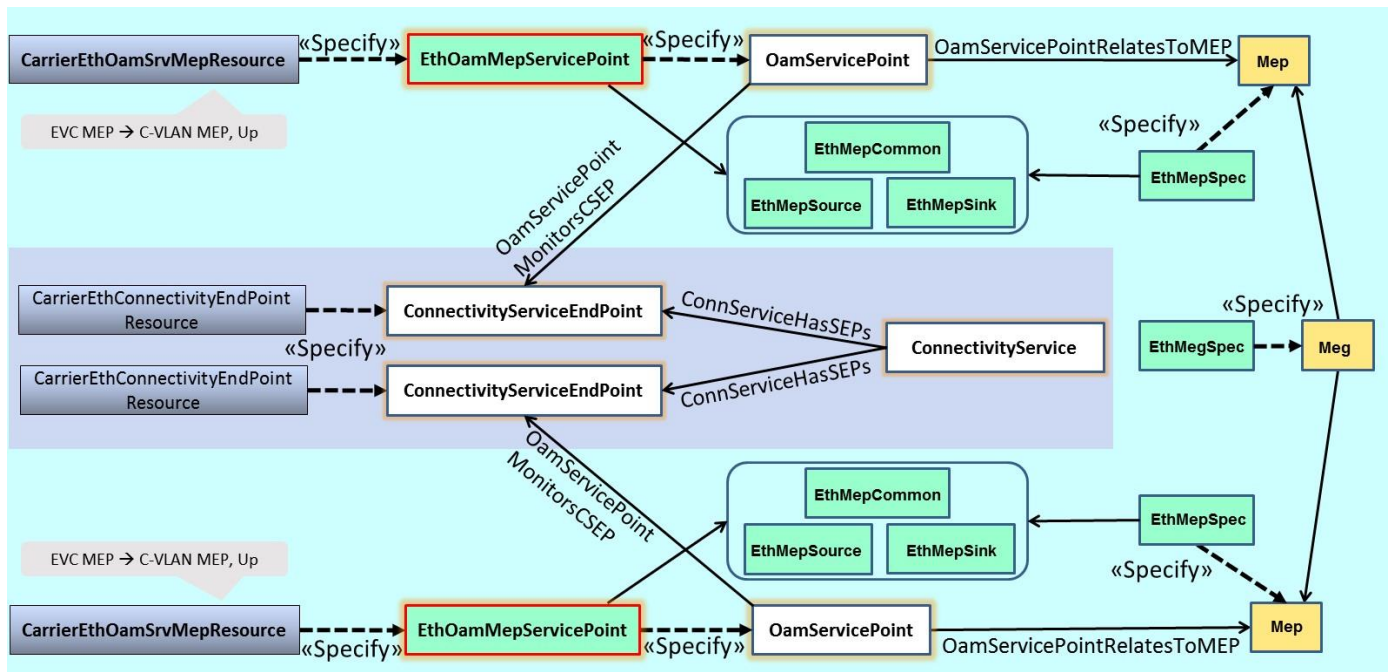 «Specify»
«Specify»
OamServicePointRelatesToMEP
CarrierEthOamSrvMepResource
EthOamMepServicePoint
OamServicePoint
Mep
EVC MEP → C-VLAN MEP, Up
«Specify»
EthMepCommon
EthMepSpec
EthMepSource
EthMepSink
OamServicePoint
MonitorsCSEP
CarrierEthConnectivityEndPoint
Resource
ConnectivityServiceEndPoint
ConnServiceHasSEPs
«Specify»
«Specify»
ConnectivityService
EthMegSpec
Meg
CarrierEthConnectivityEndPoint
Resource
ConnectivityServiceEndPoint
ConnServiceHasSEPs
OamServicePoint
MonitorsCSEP
EthMepCommon
EthMepSpec
EthMepSource
EthMepSink
EVC MEP → C-VLAN MEP, Up
«Specify»
CarrierEthOamSrvMepResource
EthOamMepServicePoint
OamServicePoint
Mep
«Specify»
«Specify»
OamServicePointRelatesToMEP